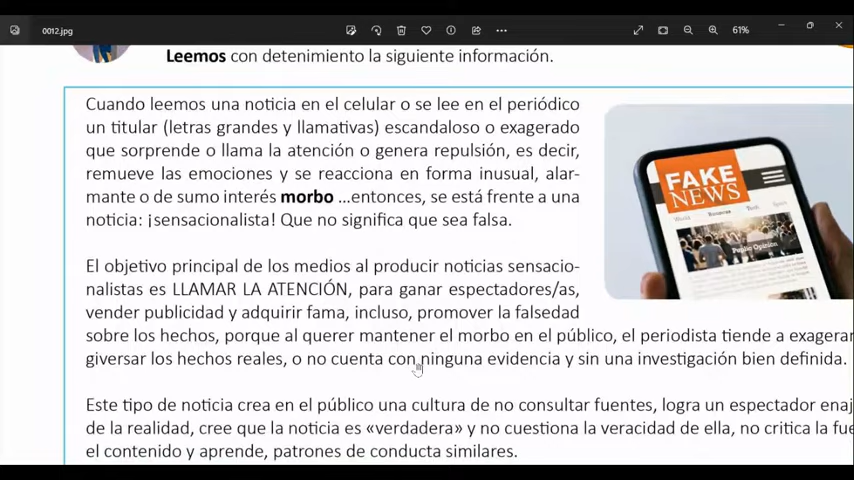 0012.jpg
61%
Leemos con detenimiento la siguiente información.
Cuando leemos una noticia en el celular o se lee en el periódico
un titular (letras grandes y llamativas) escandaloso o exagerado
que sorprende o llama la atención o genera repulsión, es decir,
remueve las emociones y se reacciona en forma inusual, alar-
mante o de sumo interés morbo ...entonces, se está frente a una
noticia: ¡sensacionalista! Que no significa que sea falsa.
FAKE
NEWS
World Business Tech Sport
Public Opinion
El objetivo principal de los medios al producir noticias sensacio-
nalistas es LLAMAR LA ATENCIÓN, para ganar espectadores/as,
vender publicidad y adquirir fama, incluso, promover la falsedad
sobre los hechos, porque al querer mantener el morbo en el público, el periodista tiende a exagerar
giversar los hechos reales, o no cuenta con ninguna evidencia y sin una investigación bien definida.
Este tipo de noticia crea en el público una cultura de no consultar fuentes, logra un espectador enaj
de la realidad, cree que la noticia es «verdadera» y no cuestiona la veracidad de ella, no critica la fue
el contenido y aprende, patrones de conducta similares.